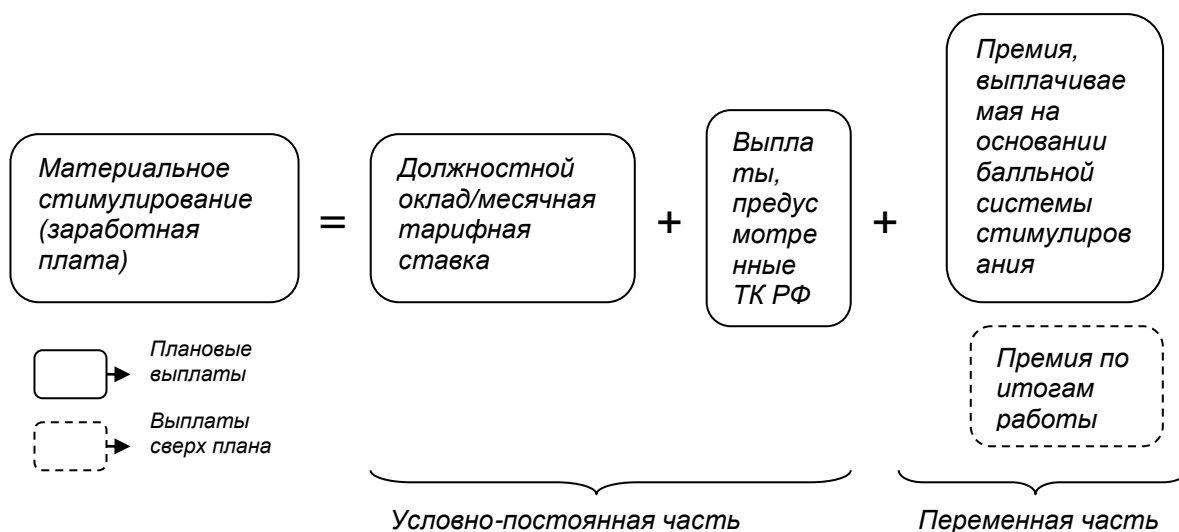 Материальное
стимулирование
(заработная
плата)
=
Должностной
оклад/месячная
тарифная
ставка
+
Выпла
ты,
предус
мотре
нные
ТК РФ
+
Премия,
выплачивае
мая на
основании
балльной
системы
стимулиров
ания
Премия по
итогам
работы
Плановые
выплаты
Выплаты
сверх плана
Условно-постоянная часть
Переменная часть